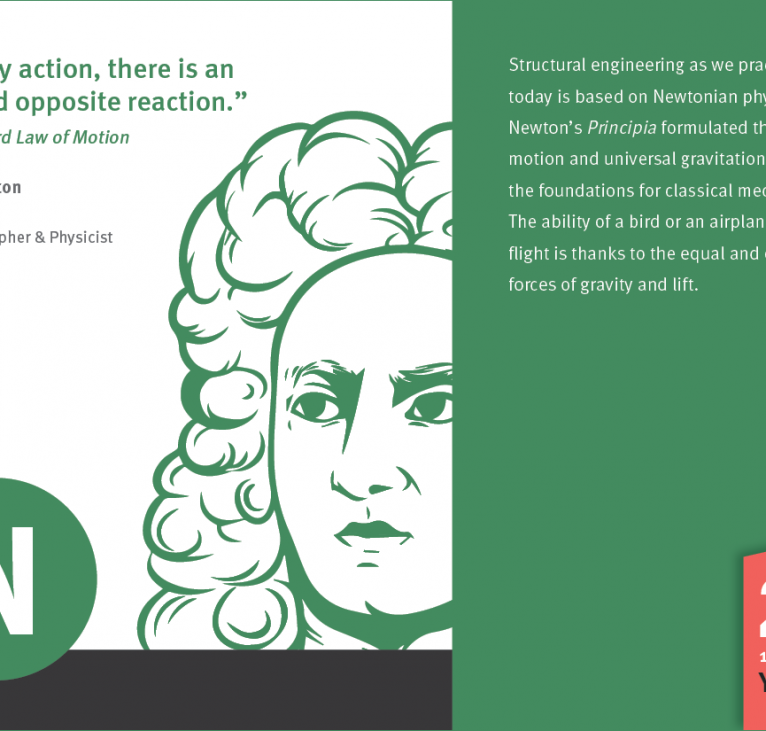 y action, there is an
d opposite reaction.”
rd Law of Motion
ton
pher & Physicist
N
Structural engineering as we prac
today is based on Newtonian phy
Newton’s Principia formulated th
motion and universal gravitation
the foundations for classical mec
The ability of a bird or an airplan
flight is thanks to the equal and
forces of gravity and lift.
2
1
Y